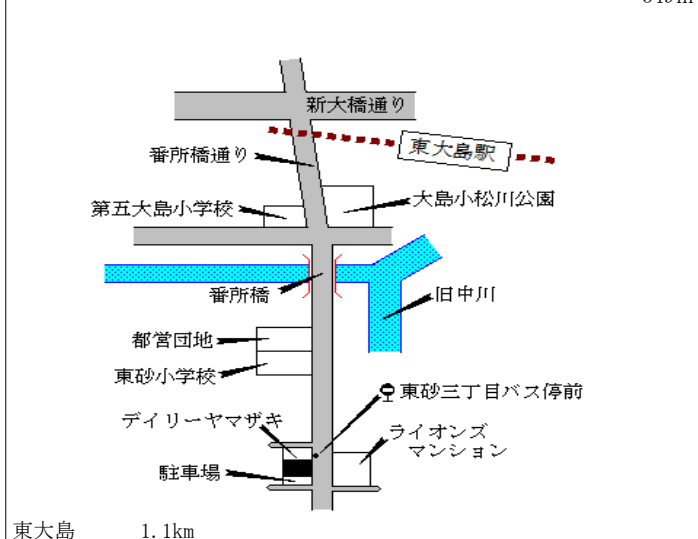 新大橋通り
東大島駅
番所橋通り
大島小松川公園
第五大島小学校
番所橋
旧中川
都営団地
東砂小学校
東砂三丁目バス停前
デイリーヤマザキ
ライオンズ
マンション
駐車場
東大島 1.1km